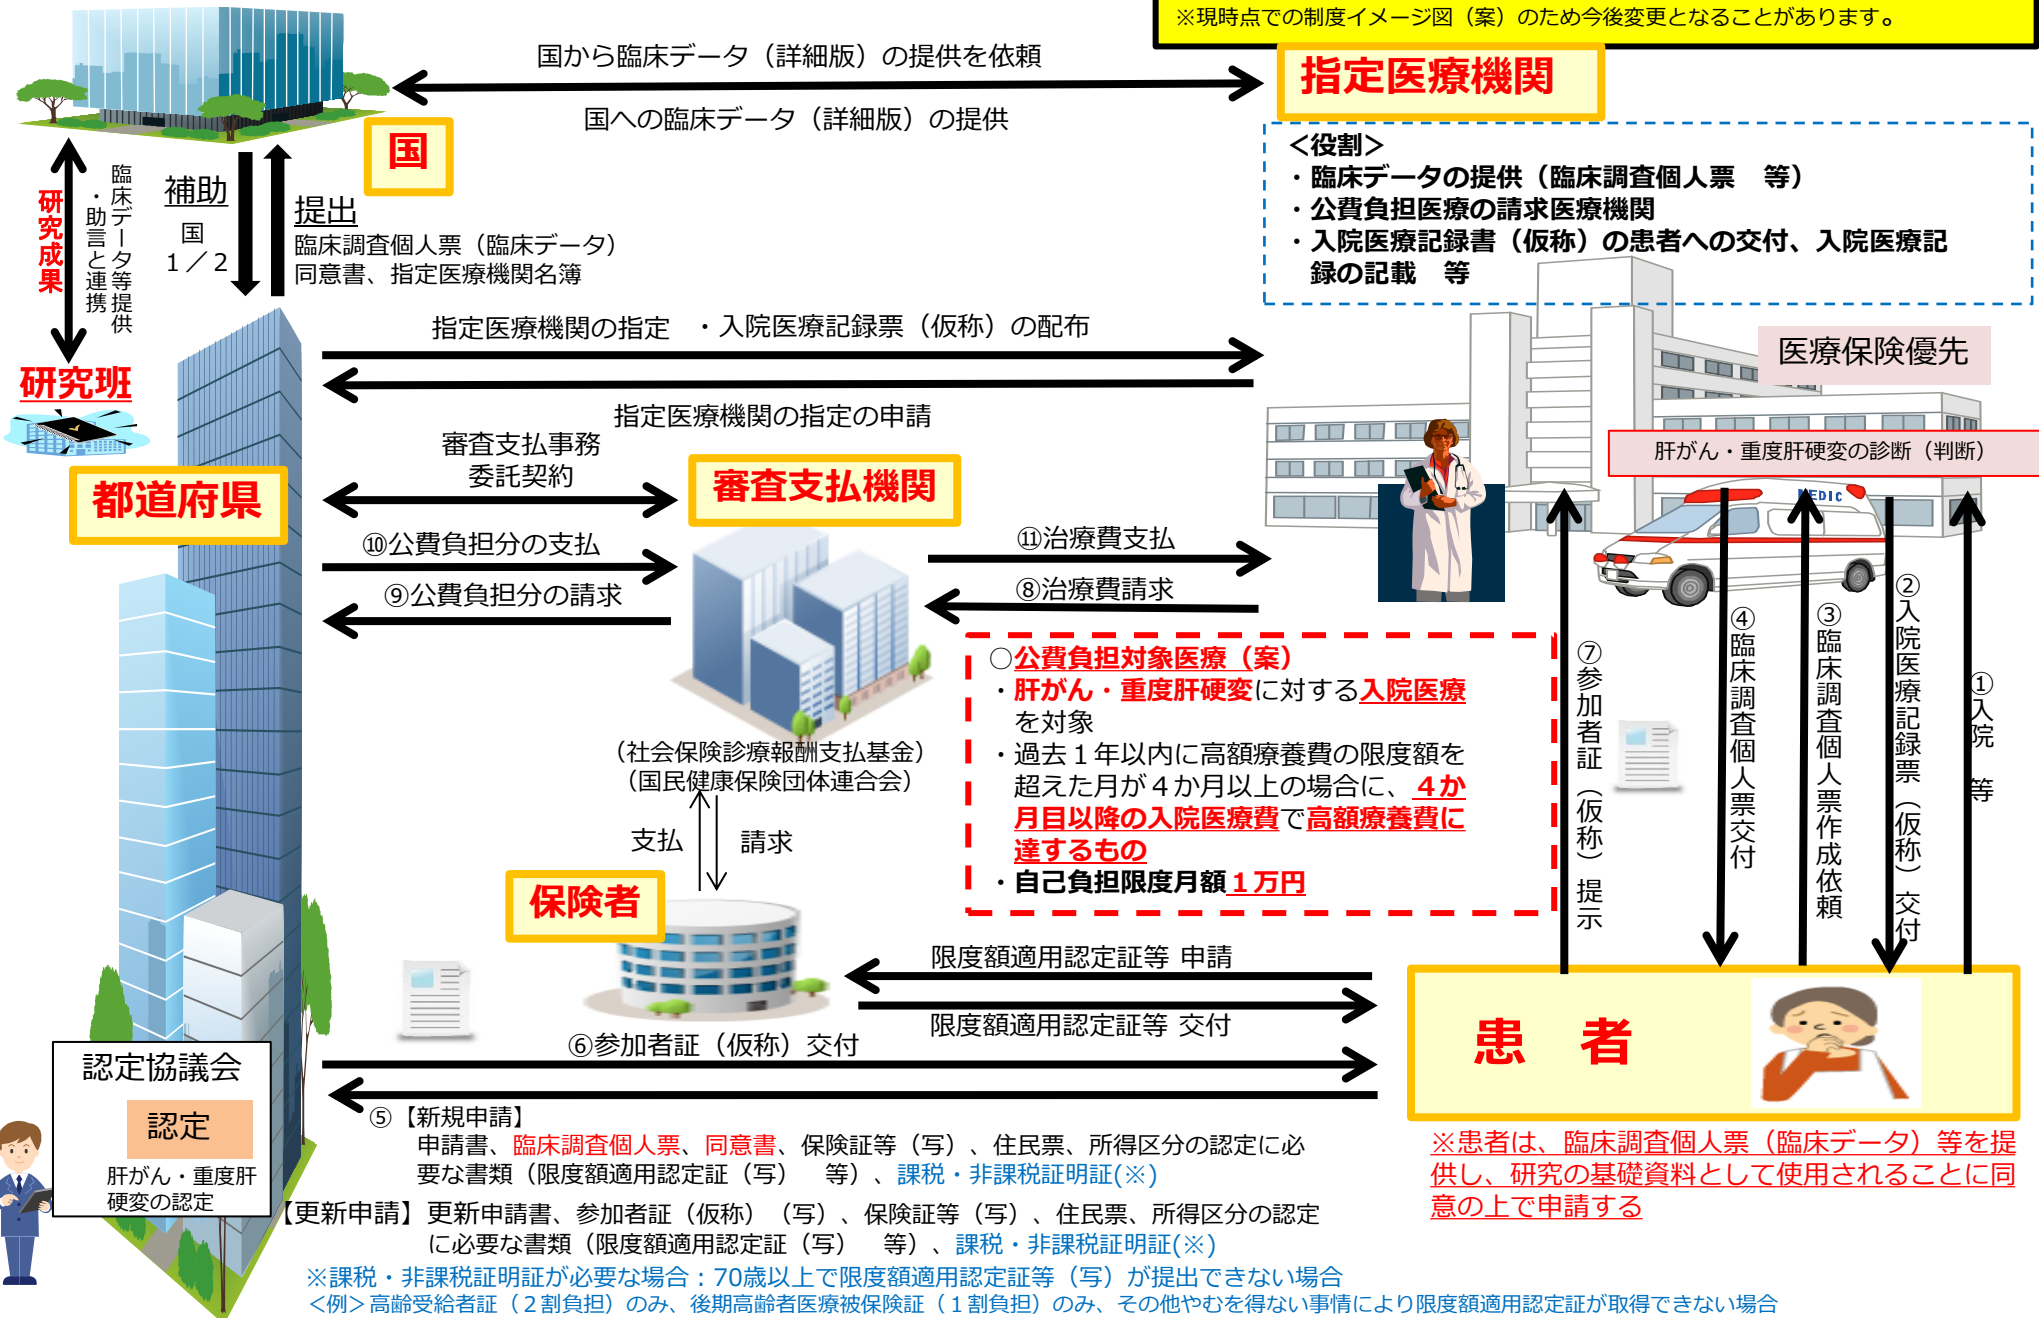 ※現時点での制度イメージ図（案）のため今後変更となることがあります。
国から臨床データ（詳細版）の提供を依頼
国への臨床データ（詳細版）の提供
指定医療機関
国
＜役割＞
・臨床データの提供（臨床調査個人票　等）
・公費負担医療の請求医療機関
・入院医療記録書（仮称）の患者への交付、入院医療記
録の記載　等
研究成果
臨床データ等提供
・助言と連携
補助
国
１／２
提出
臨床調査個人票（臨床データ）
同意書、指定医療機関名簿
研究班
指定医療機関の指定　・入院医療記録票（仮称）の配布
指定医療機関の指定の申請
医療保険優先
肝がん・重度肝硬変の診断（判断）
MEDIC
都道府県
審査支払事務
委託契約
審査支払機関
⑩公費負担分の支払
⑨公費負担分の請求
⑪治療費支払
⑧治療費請求
（社会保険診療報酬支払基金）
（国民健康保険団体連合会）
支払
請求
○公費負担対象医療（案）
・肝がん・重度肝硬変に対する入院医療
を対象
・過去１年以内に高額療養費の限度額を
超えた月が４か月以上の場合に、４か
月目以降の入院医療費で高額療養費に
達するもの
・自己負担限度月額１万円
⑦参加者証（仮称）提示
④臨床調査個人票交付
③臨床調査個人票作成依頼
②入院医療記録票（仮称）交付
①入院　等
保険者
限度額適用認定証等 申請
限度額適用認定証等 交付
⑥参加者証（仮称）交付
患　者
認定協議会
認定
肝がん・重度肝
硬変の認定
⑤【新規申請】
申請書、臨床調査個人票、同意書、保険証等（写）、住民票、所得区分の認定に必
要な書類（限度額適用認定証（写）　等）、課税・非課税証明証(※)
【更新申請】更新申請書、参加者証（仮称）（写）、保険証等（写）、住民票、所得区分の認定
に必要な書類（限度額適用認定証（写）　等）、課税・非課税証明証(※)
※患者は、臨床調査個人票（臨床データ）等を提
供し、研究の基礎資料として使用されることに同
意の上で申請する
※課税・非課税証明証が必要な場合：70歳以上で限度額適用認定証等（写）が提出できない場合
＜例＞高齢受給者証（２割負担）のみ、後期高齢者医療被保険証（１割負担）のみ、その他やむを得ない事情により限度額適用認定証が取得できない場合